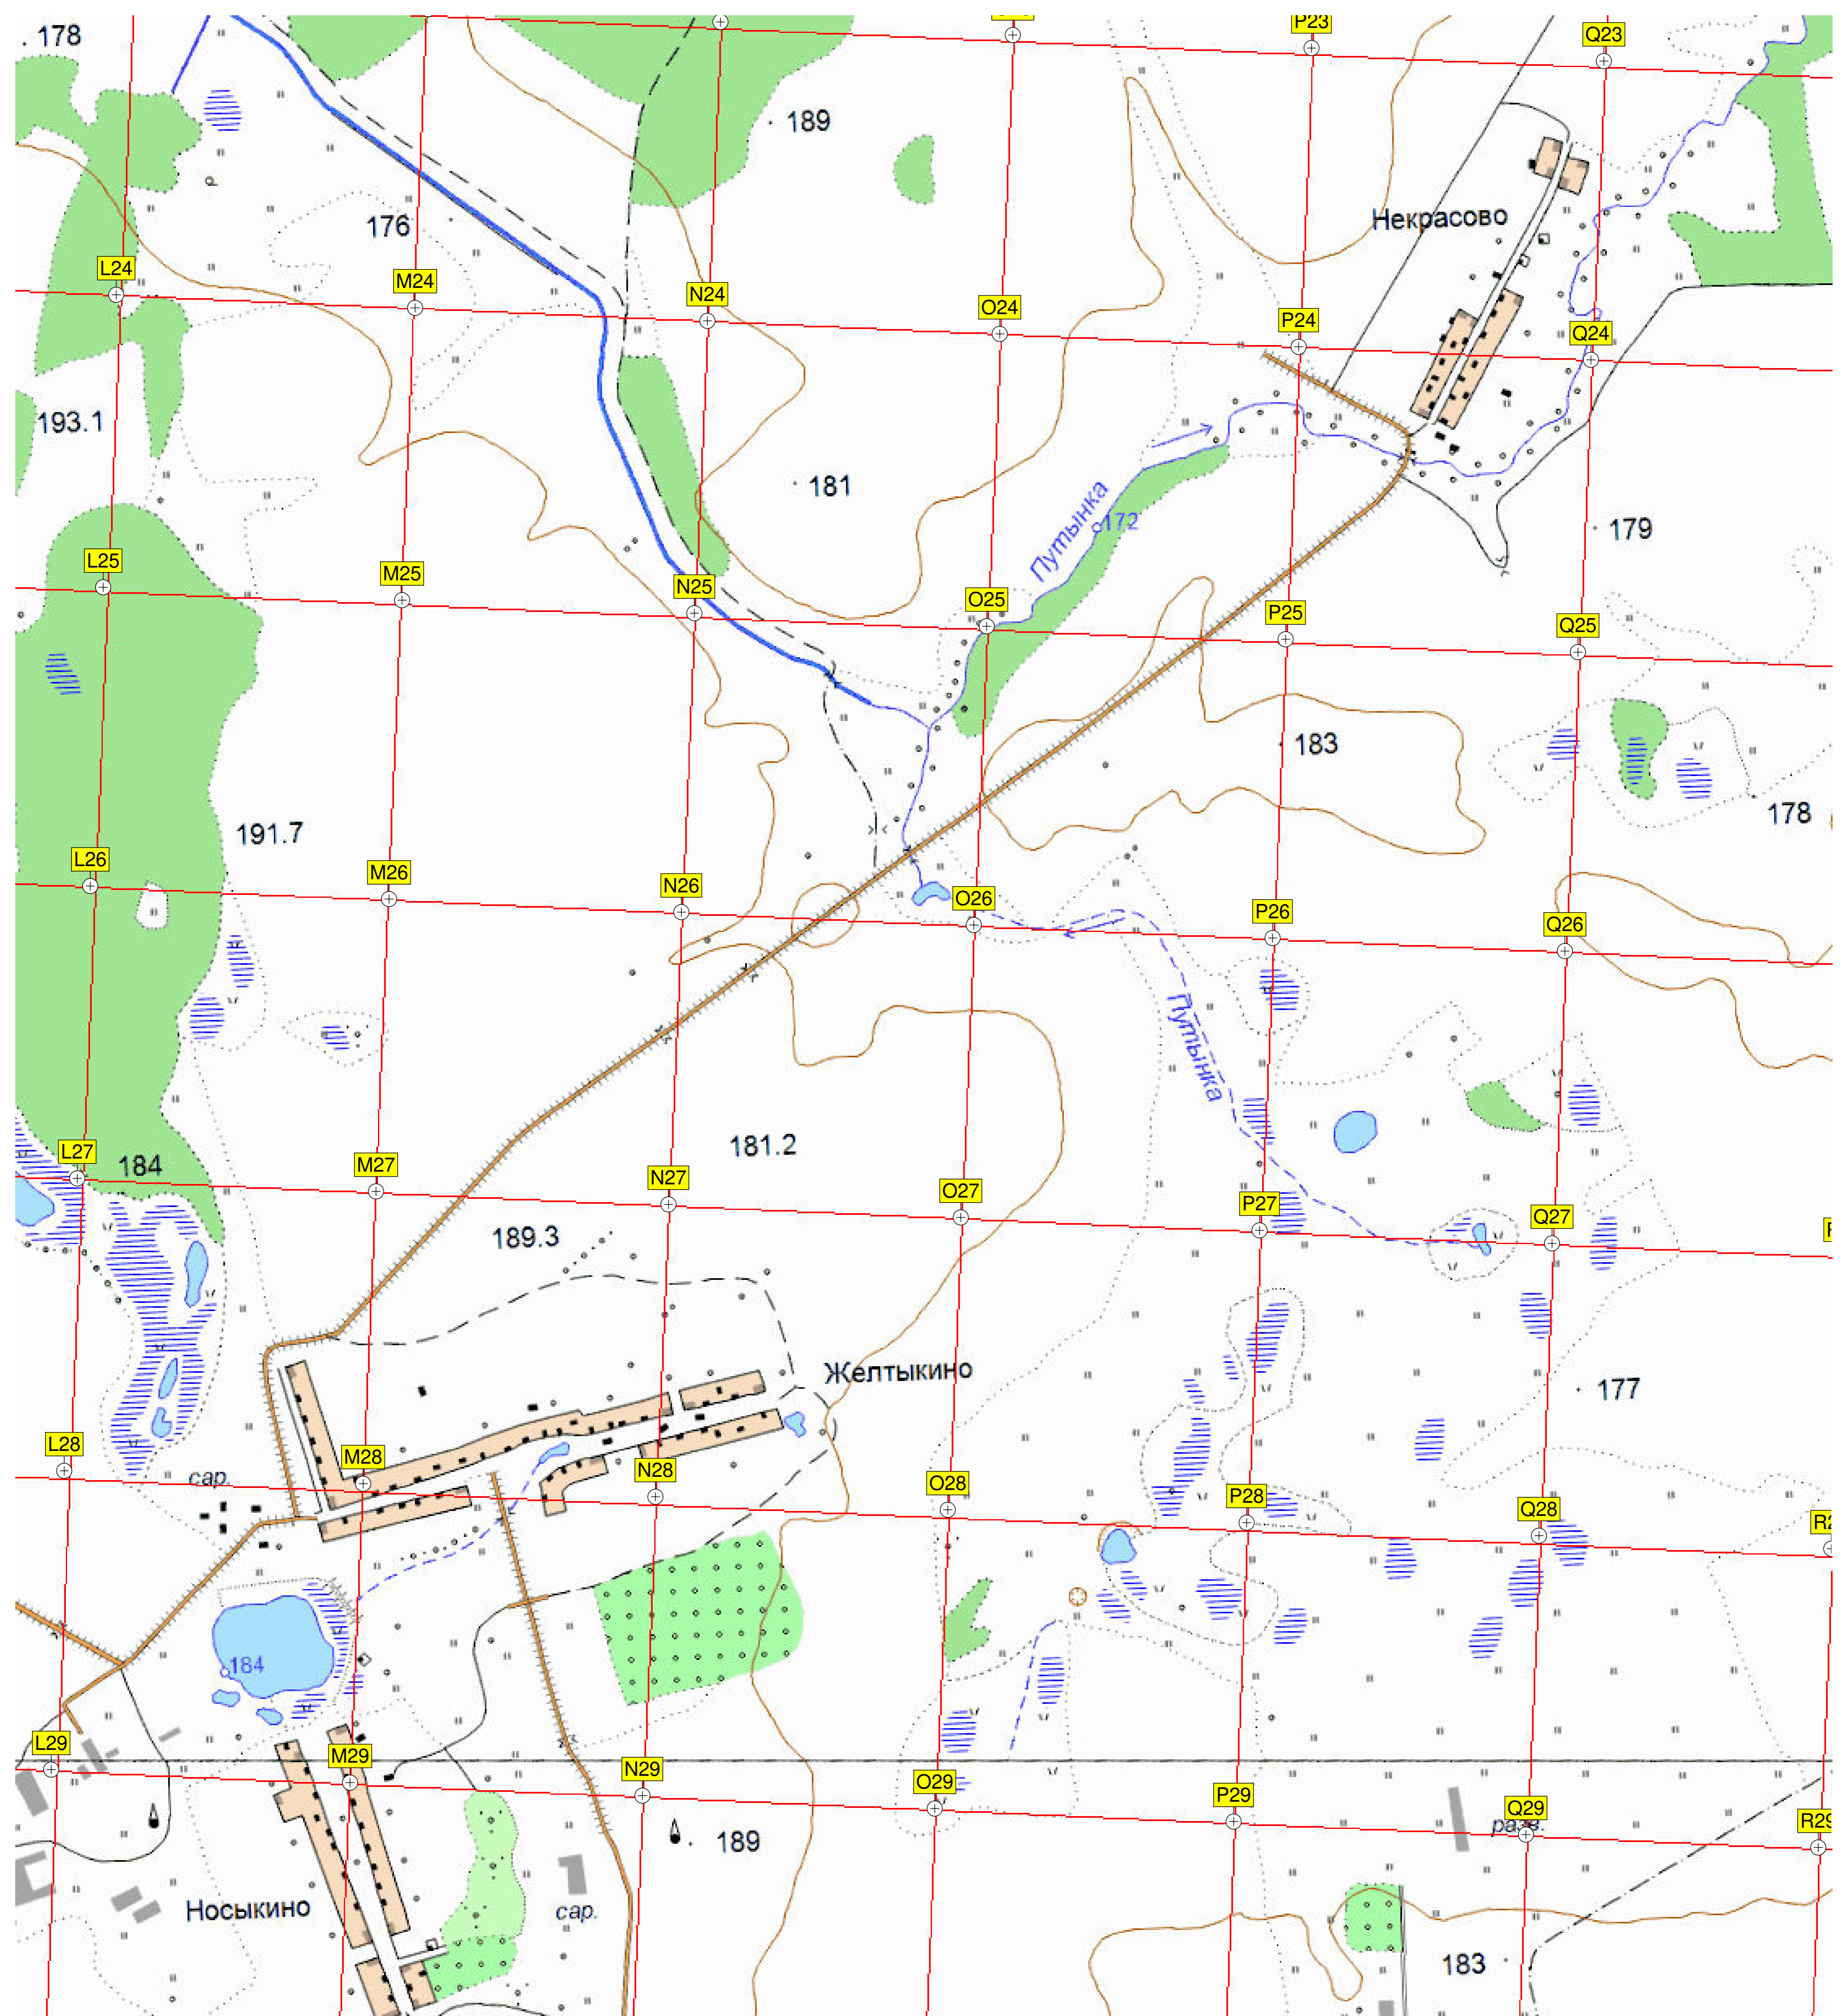 P23
Q23
178
189
176
Некрасово
L24
M24
N24
O24
P24
Q24
193.1
181
Путынка
172
179
L25
M25
N25
O25
P25
Q25
183
178
191.7
L26
M26
N26
O26
P26
Q26
Путынка
181.2
L27
184
M27
N27
O27
P27
Q27
189.3
Желтыкино
177
L28
M28
N28
O28
P28
Q28
сар.
184
L29
M29
N29
O29
P29
Q29
R29
разв.
189
Носыкино
сар.
183